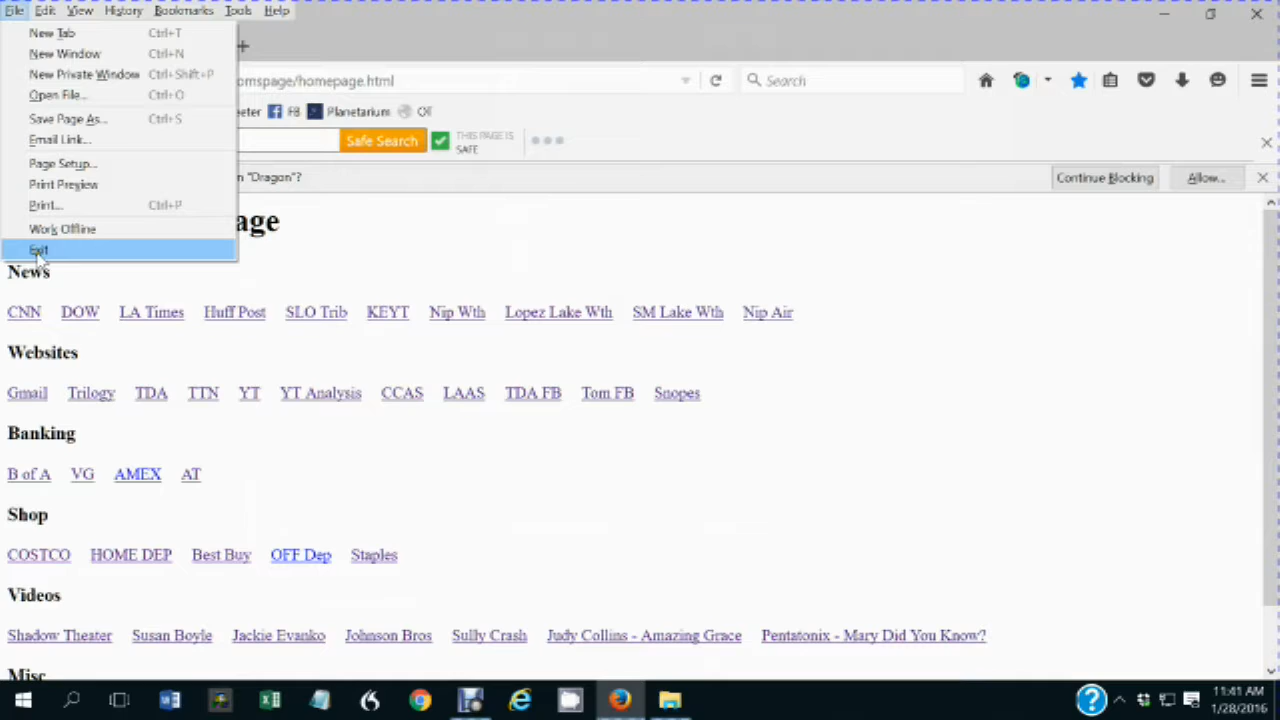 File Edit View History Bookmarks Tools Help
New Tab Ctrl+T
New Window Ctrl+N
New Private Window Ctrl+Shift+P
Open File... Ctrl+O
Save Page As... Ctrl+S
Email Link...
Page Setup...
Print Preview
Print... Ctrl+P
Work Offline
Exit
omspage/homepage.html Search
eter FB Planetarium OT
Safe Search THIS PAGE IS
SAFE
n "Dragon"? Continue Blocking Allow...
age
News
CNN DOW LA Times Huff Post SLO Trib KEYT Nip Wth Lopez Lake Wth SM Lake Wth Nip Air
Websites
Gmail Trilogy TDA TTN YT YT Analysis CCAS LAAS TDA FB Tom FB Snopes
Banking
B of A VG AMEX AT
Shop
COSTCO HOME DEP Best Buy OFF Dep Staples
Videos
Shadow Theater Susan Boyle Jackie Evanko Johnson Bros Sully Crash Judy Collins - Amazing Grace Pentatonix - Mary Did You Know?
Misc
11:41 AM
1/28/2016